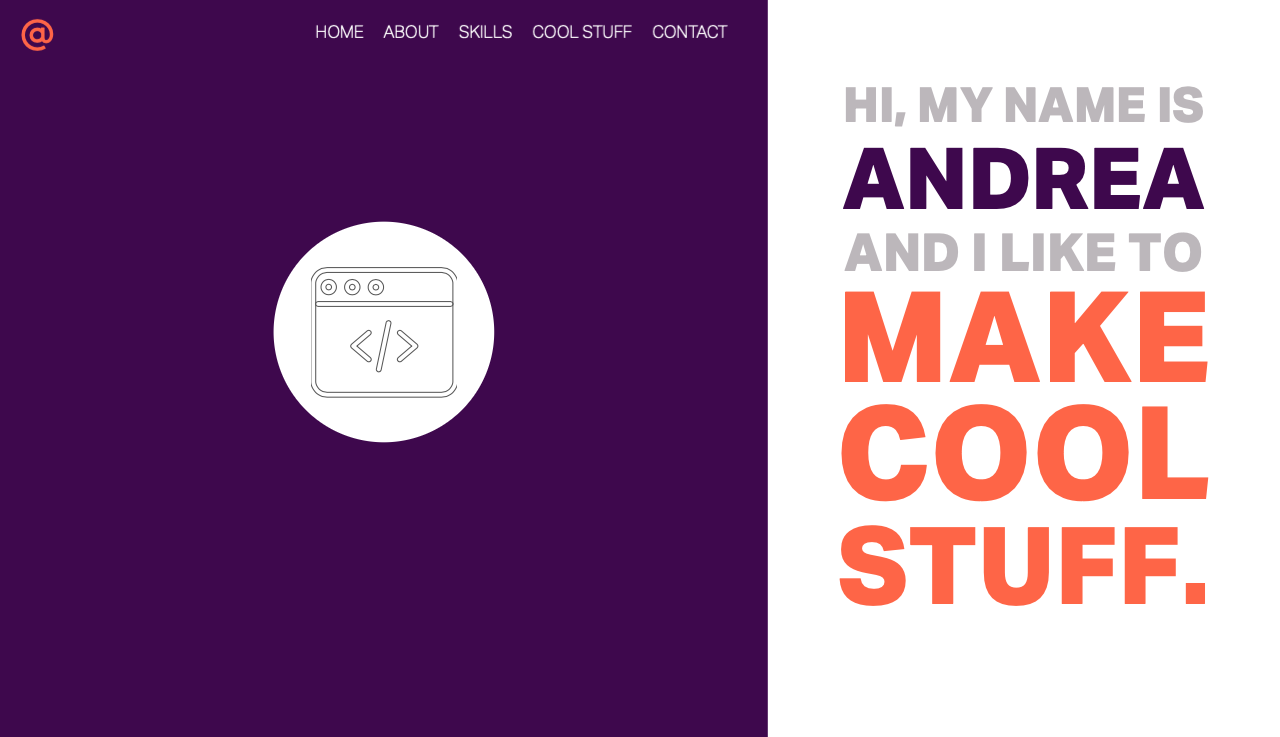 @
HOME ABOUT SKILLS COOL STUFF CONTACT
</>
HI, MY NAME IS
ANDREA
AND I LIKE TO
MAKE
COOL
STUFF.